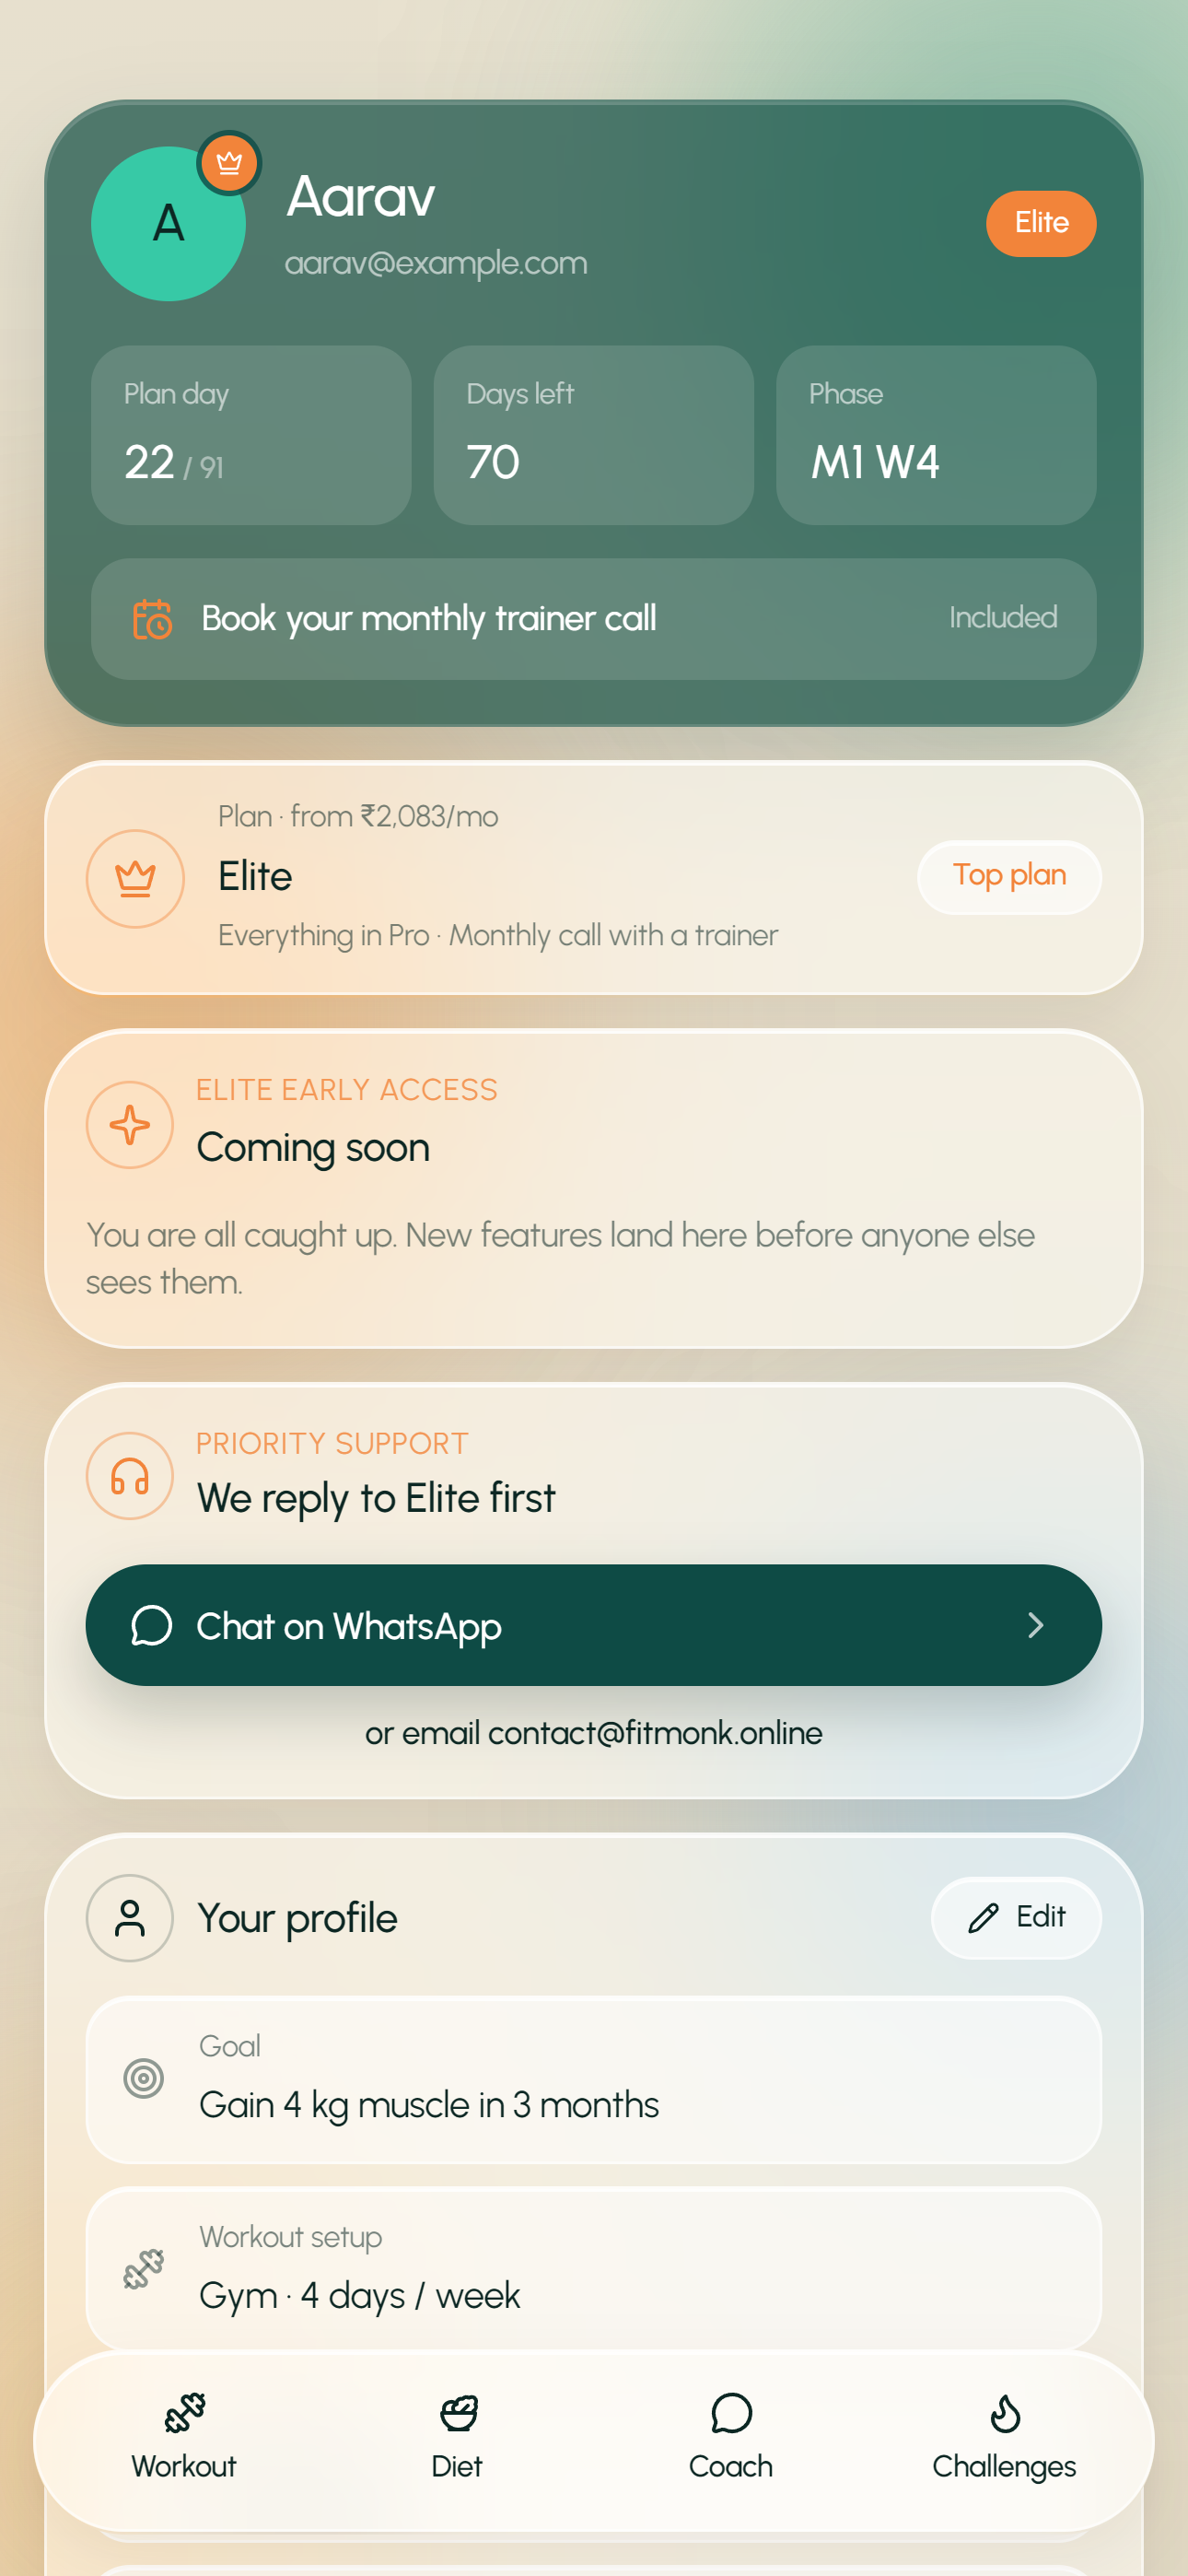 A
Aarav
aarav@example.com
Elite
Plan day
22 / 91
Days left
70
Phase
M1 W4
Book your monthly trainer call
Included
Plan · from ₹2,083/mo
Elite
Everything in Pro · Monthly call with a trainer
Top plan
ELITE EARLY ACCESS
Coming soon
You are all caught up. New features land here before anyone else
sees them.
PRIORITY SUPPORT
We reply to Elite first
Chat on WhatsApp
or email contact@fitmonk.online
Your profile
Edit
Goal
Gain 4 kg muscle in 3 months
Workout setup
Gym · 4 days / week
Workout
Diet
Coach
Challenges